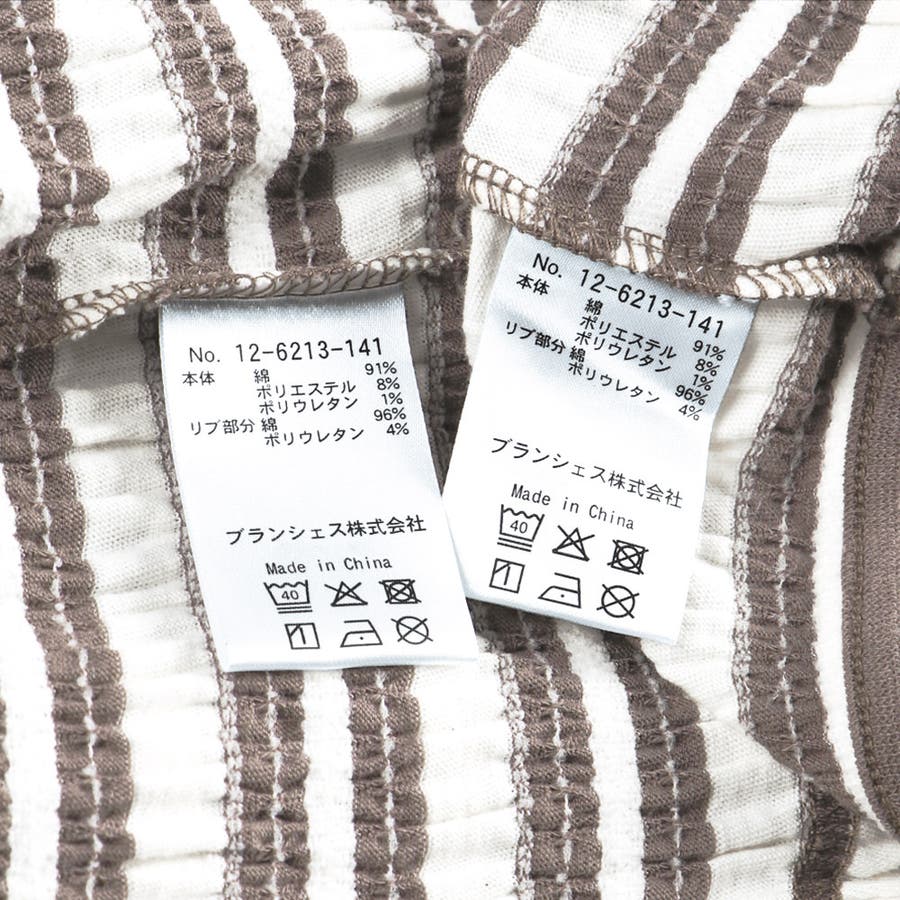 No. 12-6213-141
本体 綿 91%
ポリエステル 8%
ポリウレタン 1%
リブ部分 綿 96%
ポリウレタン 4%
ブランシェス株式会社
Made in China
40
No. 12-6213-141
本体 綿 91%
ポリエステル 8%
ポリウレタン 1%
リブ部分 綿 96%
ポリウレタン 4%
ブランシェス株式会社
Made in China
40